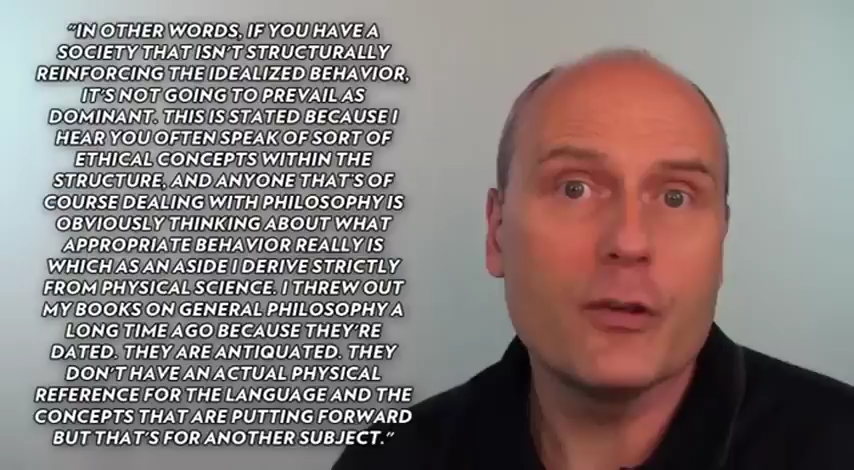 "IN OTHER WORDS, IF YOU HAVE A
SOCIETY THAT ISN'T STRUCTURALLY
REINFORCING THE IDEALIZED BEHAVIOR,
IT'S NOT GOING TO PREVAIL AS
DOMINANT. THIS IS STATED BECAUSE I
HEAR YOU OFTEN SPEAK OF SORT OF
ETHICAL CONCEPTS WITHIN THE
STRUCTURE, AND ANYONE THAT'S OF
COURSE DEALING WITH PHILOSOPHY IS
OBVIOUSLY THINKING ABOUT WHAT
APPROPRIATE BEHAVIOR REALLY IS
WHICH AS AN ASIDE I DERIVE STRICTLY
FROM PHYSICAL SCIENCE. I THREW OUT
MY BOOKS ON GENERAL PHILOSOPHY A
LONG TIME AGO BECAUSE THEY'RE
DATED. THEY ARE ANTIQUATED. THEY
DON'T HAVE AN ACTUAL PHYSICAL
REFERENCE FOR THE LANGUAGE AND THE
CONCEPTS THAT ARE PUTTING FORWARD
BUT THAT'S FOR ANOTHER SUBJECT."